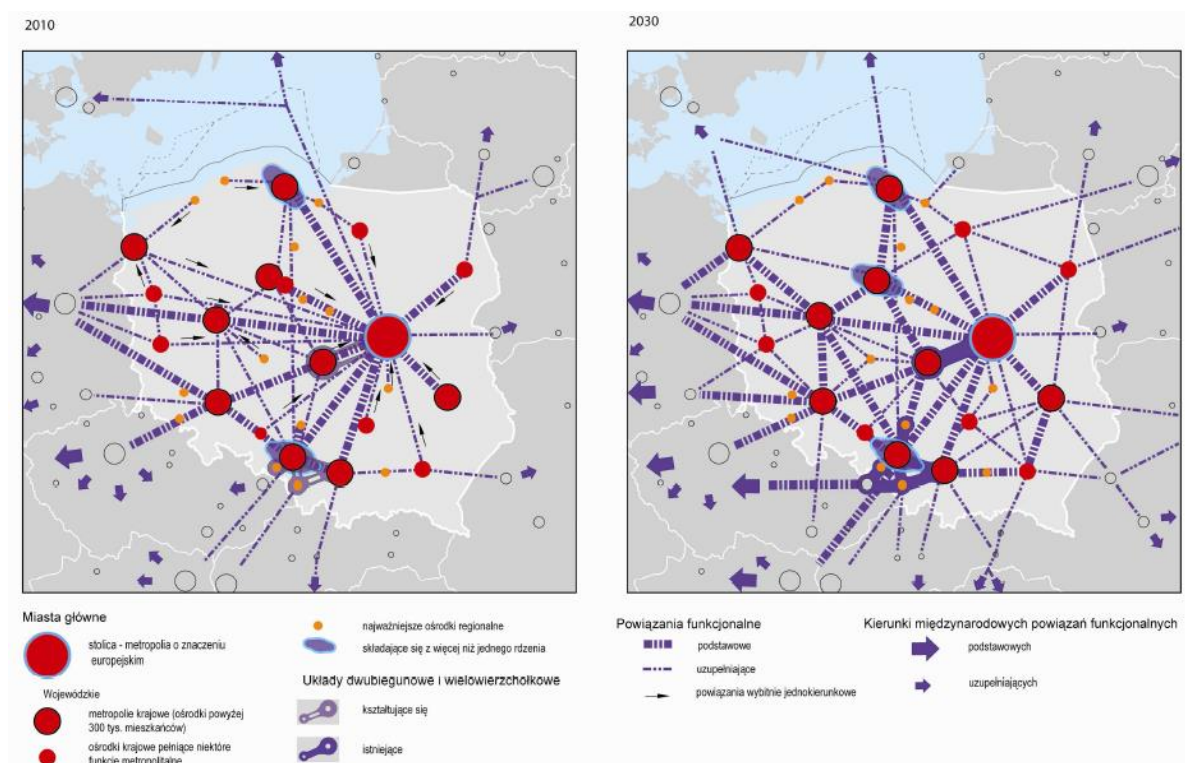 2010
2030
Miasta główne
stolica - metropolia o znaczeniu
europejskim
Wojewódzkie
metropolie krajowe (ośrodki powyżej
300 tys. mieszkańców)
ośrodki krajowe pełniące niektóre
funkcje metropolitalne
najważniejsze ośrodki regionalne
składające się z więcej niż jednego rdzenia
Układy dwubiegunowe i wielowierzchołkowe
kształtujące się
istniejące
Powiązania funkcjonalne
podstawowe
uzupełniające
powiązania wybitnie jednokierunkowe
Kierunki międzynarodowych powiązań funkcjonalnych
podstawowych
uzupełniających